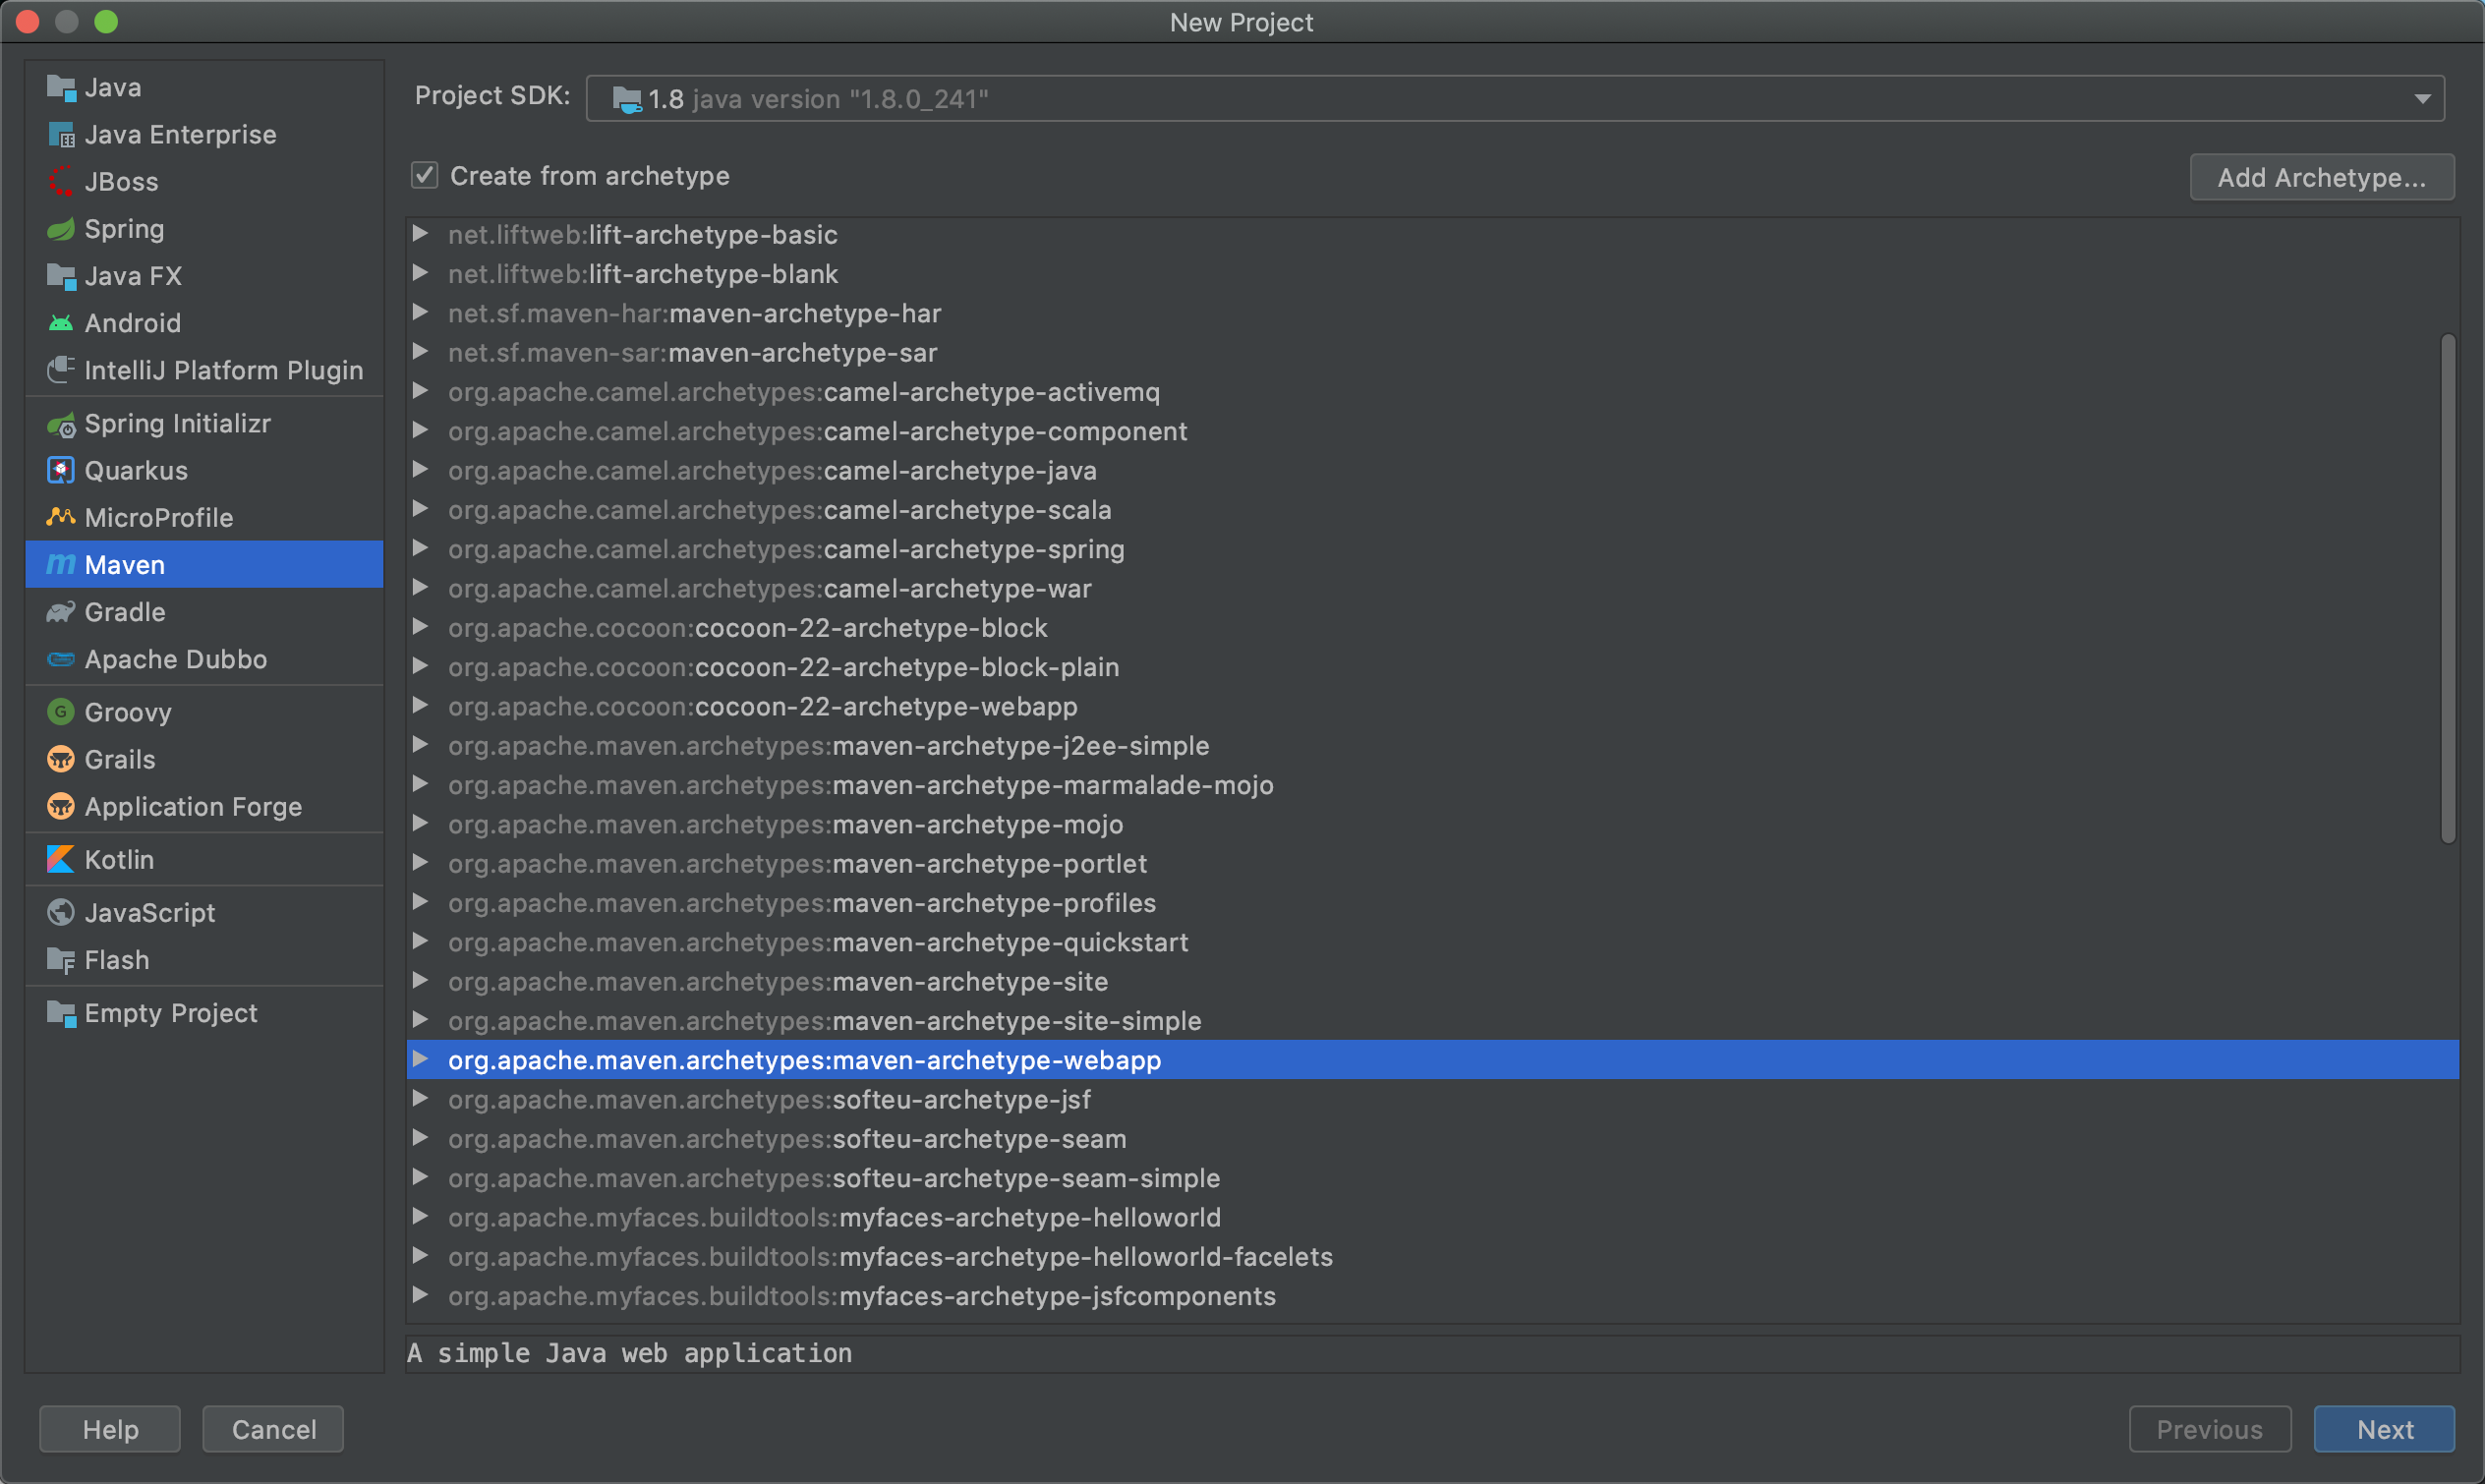 New Project
Java
Java Enterprise
JBoss
Spring
Java FX
Android
IntelliJ Platform Plugin
Spring Initializr
Quarkus
MicroProfile
Maven
Gradle
Apache Dubbo
Groovy
Grails
Application Forge
Kotlin
JavaScript
Flash
Empty Project
Project SDK: 1.8 java version "1.8.0_241"
Create from archetype
Add Archetype...
net.liftweb:lift-archetype-basic
net.liftweb:lift-archetype-blank
net.sf.maven-har:maven-archetype-har
net.sf.maven-sar:maven-archetype-sar
org.apache.camel.archetypes:camel-archetype-activemq
org.apache.camel.archetypes:camel-archetype-component
org.apache.camel.archetypes:camel-archetype-java
org.apache.camel.archetypes:camel-archetype-scala
org.apache.camel.archetypes:camel-archetype-spring
org.apache.camel.archetypes:camel-archetype-war
org.apache.cocoon:cocoon-22-archetype-block
org.apache.cocoon:cocoon-22-archetype-block-plain
org.apache.cocoon:cocoon-22-archetype-webapp
org.apache.maven.archetypes:maven-archetype-j2ee-simple
org.apache.maven.archetypes:maven-archetype-marmalade-mojo
org.apache.maven.archetypes:maven-archetype-mojo
org.apache.maven.archetypes:maven-archetype-portlet
org.apache.maven.archetypes:maven-archetype-profiles
org.apache.maven.archetypes:maven-archetype-quickstart
org.apache.maven.archetypes:maven-archetype-site
org.apache.maven.archetypes:maven-archetype-site-simple
org.apache.maven.archetypes:maven-archetype-webapp
org.apache.maven.archetypes:softeu-archetype-jsf
org.apache.maven.archetypes:softeu-archetype-seam
org.apache.maven.archetypes:softeu-archetype-seam-simple
org.apache.myfaces.buildtools:myfaces-archetype-helloworld
org.apache.myfaces.buildtools:myfaces-archetype-helloworld-facelets
org.apache.myfaces.buildtools:myfaces-archetype-jsfcomponents
A simple Java web application
Help
Cancel
Previous
Next